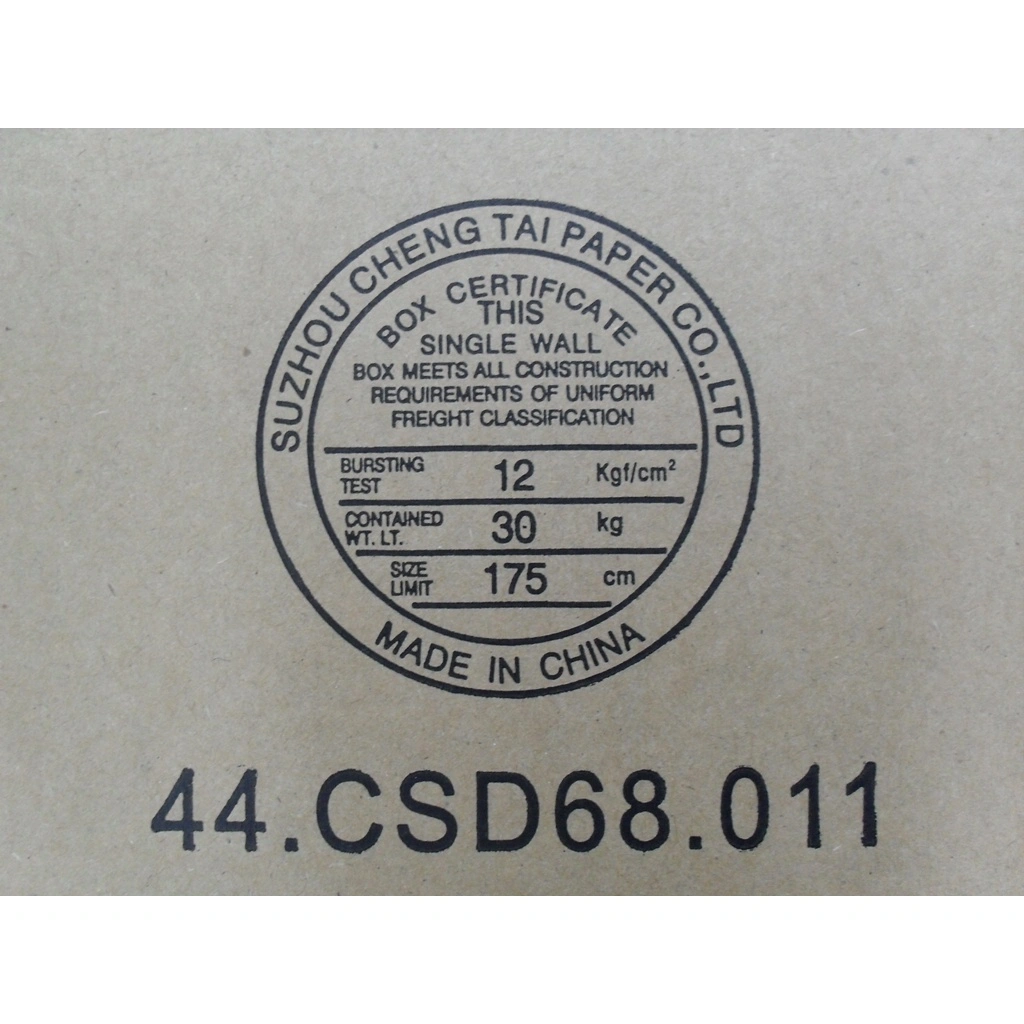 SUZHOU CHENG TAI PAPER CO.,LTD
BOX CERTIFICATE
THIS
SINGLE WALL
BOX MEETS ALL CONSTRUCTION
REQUIREMENTS OF UNIFORM
FREIGHT CLASSIFICATION
BURSTING TEST 12 Kgf/cm²
CONTAINED WT. LT. 30 kg
SIZE LIMIT 175 cm
MADE IN CHINA
44.CSD68.011